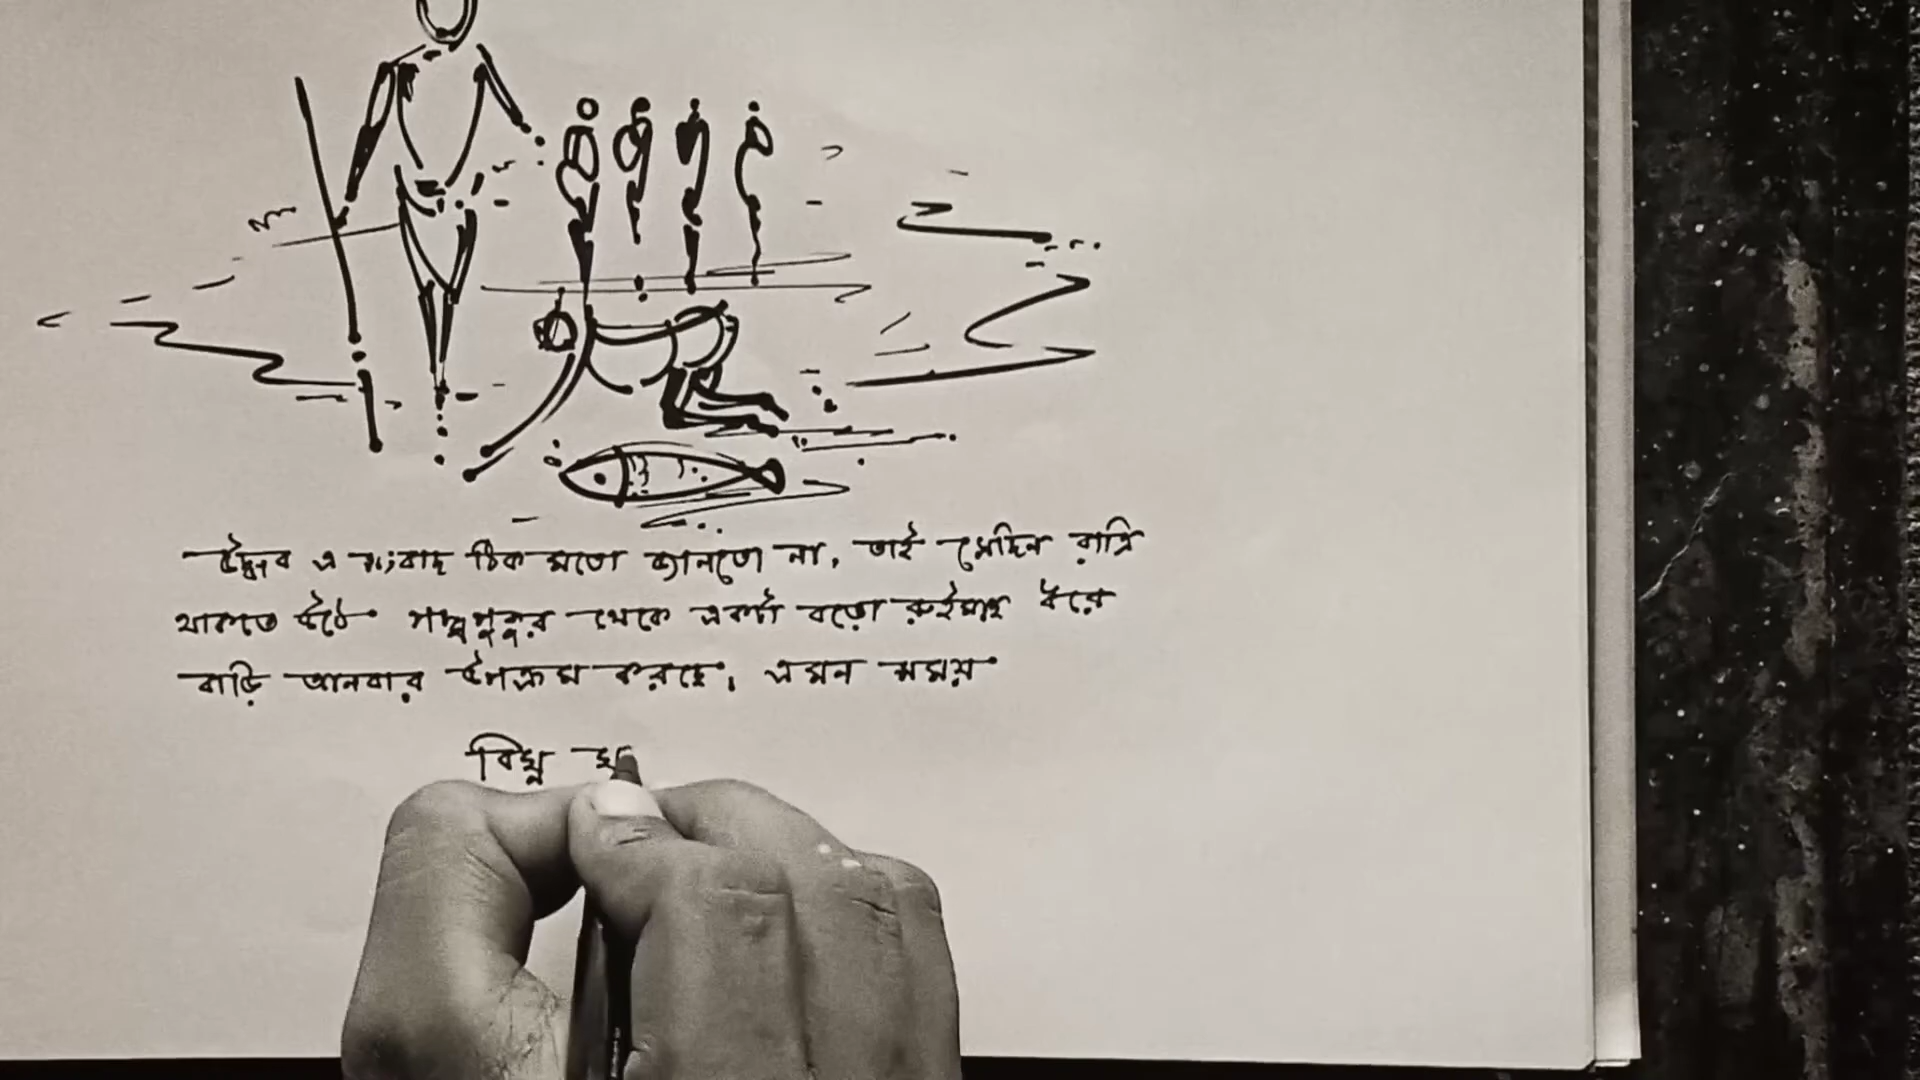 উদ্ধব এ সংবাদ ঠিক মতো জানতো না, তাই সেদিন রাত্রি
থাকতে উঠে পদ্মপুকুর থেকে একটা বড়ো রুইমাছ ধরে
বাড়ি আনবার উপক্রম করছে, এমন সময়
বিঘ্ন